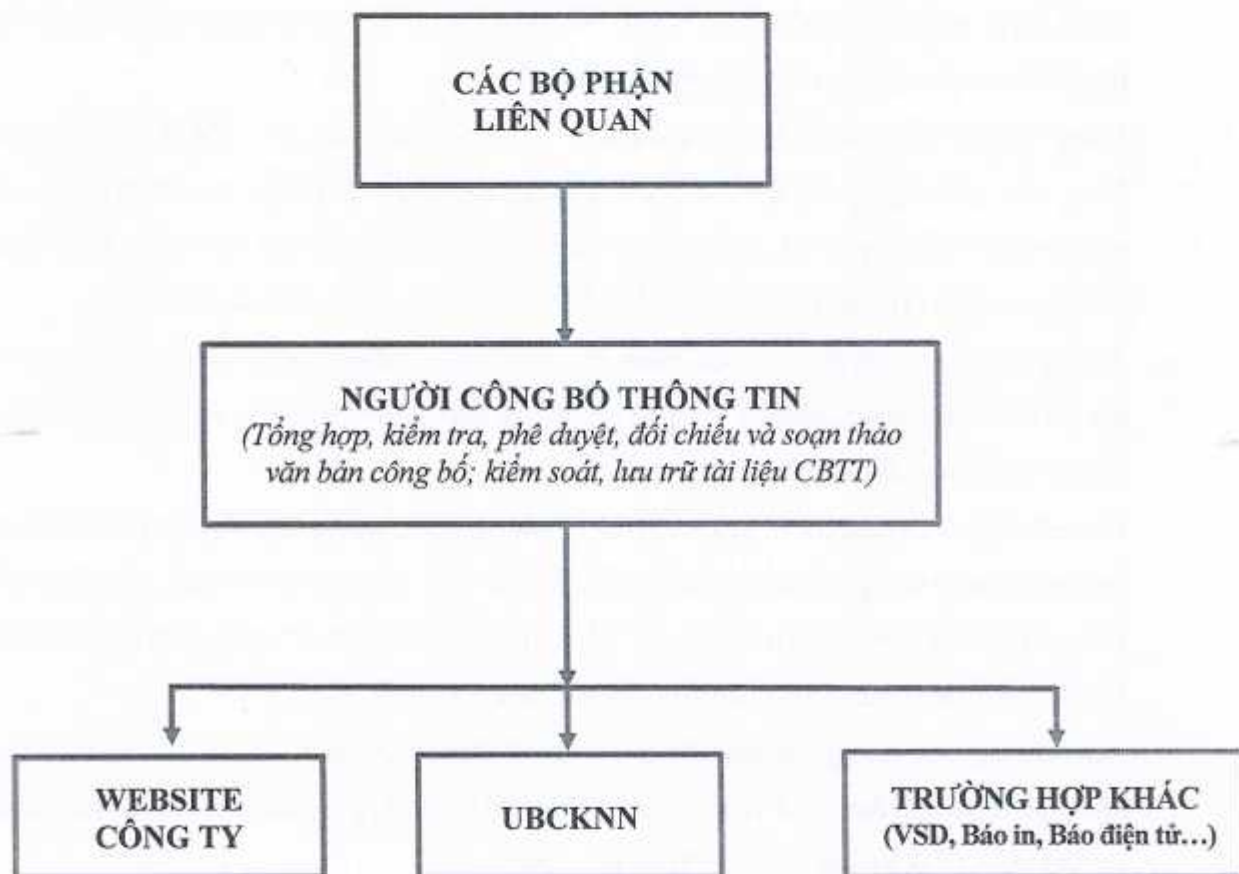 CÁC BỘ PHẬN
LIÊN QUAN
NGƯỜI CÔNG BỐ THÔNG TIN
(Tổng hợp, kiểm tra, phê duyệt, đối chiếu và soạn thảo
văn bản công bố; kiểm soát, lưu trữ tài liệu CBTT)
WEBSITE
CÔNG TY
UBCKNN
TRƯỜNG HỢP KHÁC
(VSD, Báo in, Báo điện tử...)